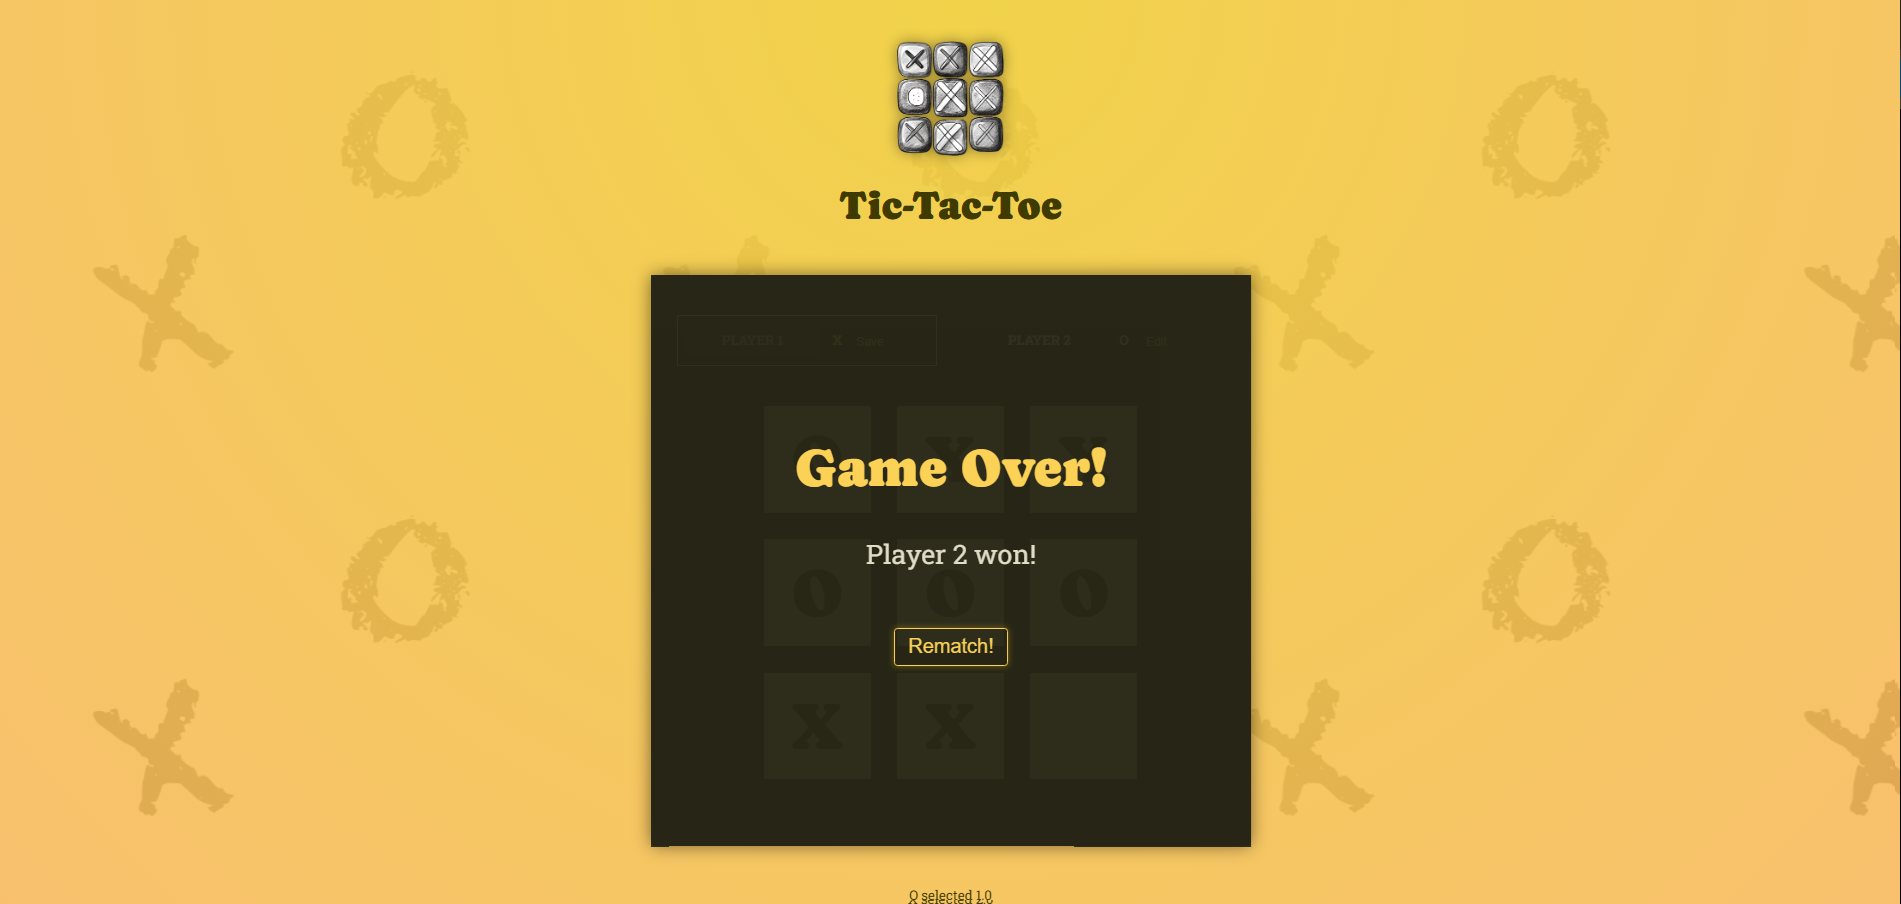 Tic-Tac-Toe
PLAYER 1 X Save PLAYER 2 O Edit
O X X
Game Over!
Player 2 won!
O O O
Rematch!
X X
O selected 1,0